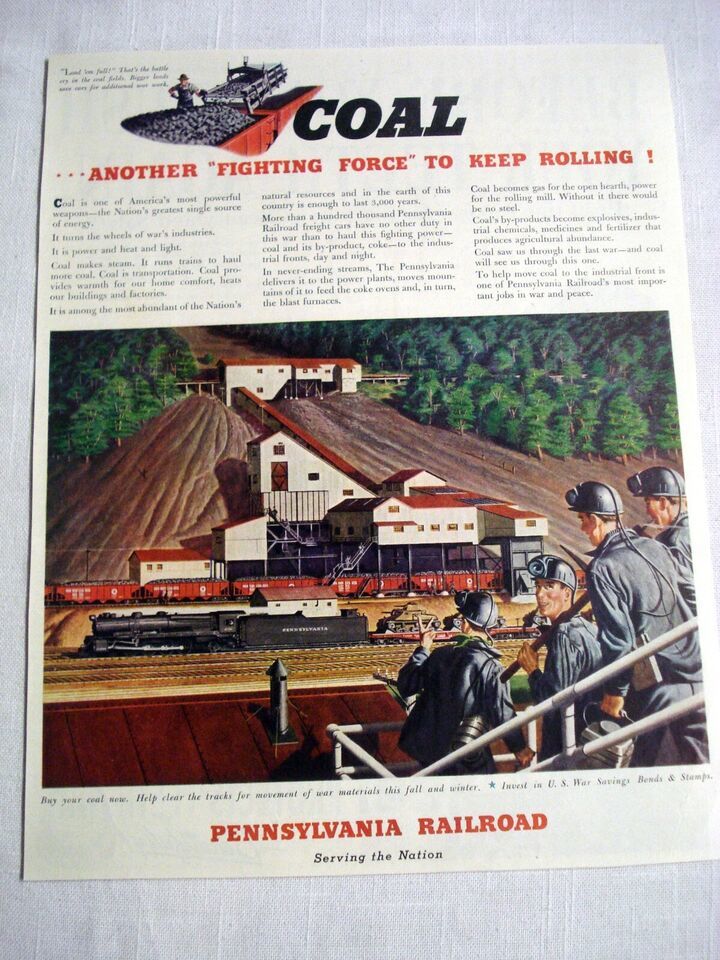 "Load 'em full!" That's the battle
cry in the coal fields. Bigger loads
save cars for additional war work.
COAL
...ANOTHER "FIGHTING FORCE" TO KEEP ROLLING !
Coal is one of America's most powerful
weapons—the Nation's greatest single source
of energy.
It turns the wheels of war's industries.
It is power and heat and light.
Coal makes steam. It runs trains to haul
more coal. Coal is transportation. Coal pro-
vides warmth for our home comfort, heats
our buildings and factories.
It is among the most abundant of the Nation's
natural resources and in the earth of this
country is enough to last 3,000 years.
More than a hundred thousand Pennsylvania
Railroad freight cars have no other duty in
this war than to haul this fighting power—
coal and its by-product, coke—to the indus-
trial fronts, day and night.
In never-ending streams, The Pennsylvania
delivers it to the power plants, moves moun-
tains of it to feed the coke ovens and, in turn,
the blast furnaces.
Coal becomes gas for the open hearth, power
for the rolling mill. Without it there would
be no steel.
Coal's by-products become explosives, indus-
trial chemicals, medicines and fertilizer that
produces agricultural abundance.
Coal saw us through the last war—and coal
will see us through this one.
To help move coal to the industrial front is
one of Pennsylvania Railroad's most impor-
tant jobs in war and peace.
PENNSYLVANIA
Buy your coal now. Help clear the tracks for movement of war materials this fall and winter. ★ Invest in U. S. War Savings Bonds & Stamps.
PENNSYLVANIA RAILROAD
Serving the Nation